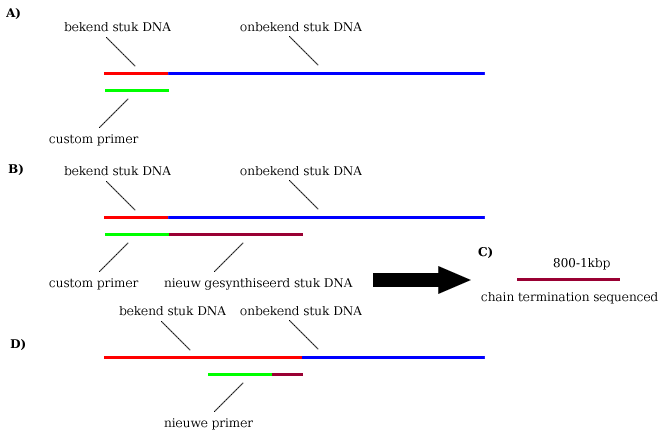 A)
bekend stuk DNA
onbekend stuk DNA
custom primer
B)
bekend stuk DNA
onbekend stuk DNA
custom primer
nieuw gesynthiseerd stuk DNA
C)
800-1kbp
chain termination sequenced
D)
bekend stuk DNA
onbekend stuk DNA
nieuwe primer